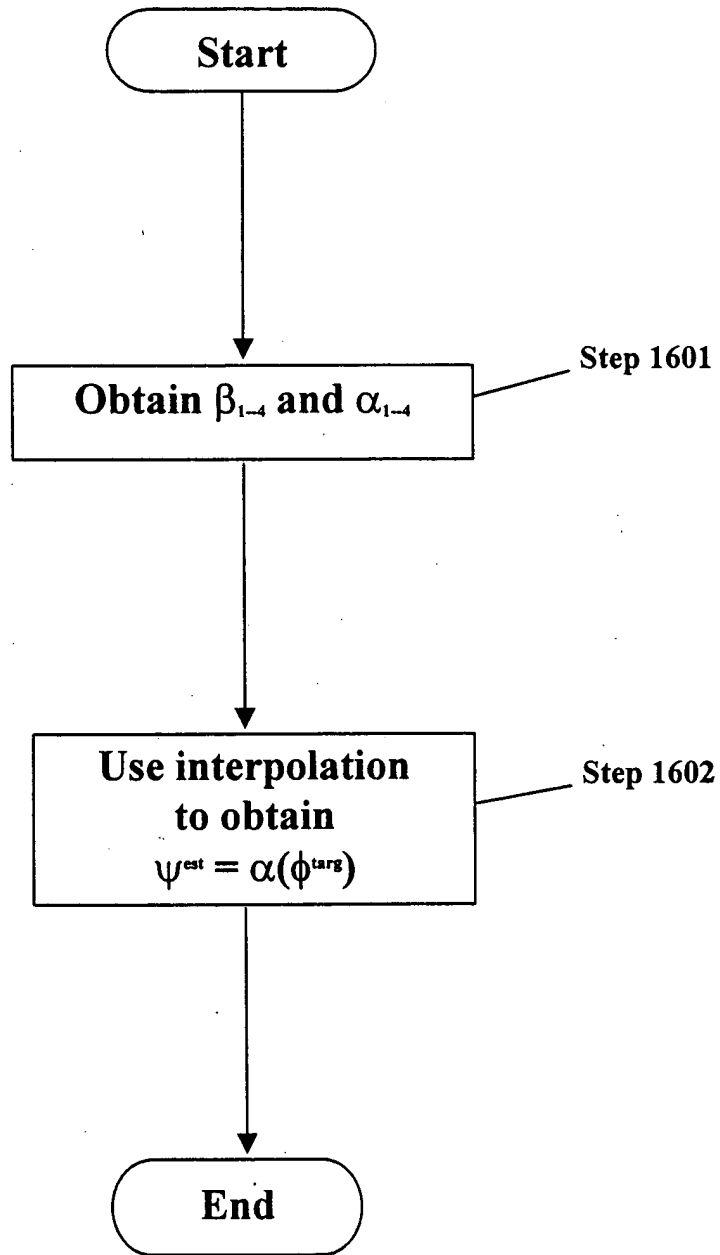 Start
Step 1601
Obtain β₁₋₄ and α₁₋₄
Step 1602
Use interpolation
to obtain
ψᵉˢᵗ = α(ϕᵗᵃʳᵍ)
End